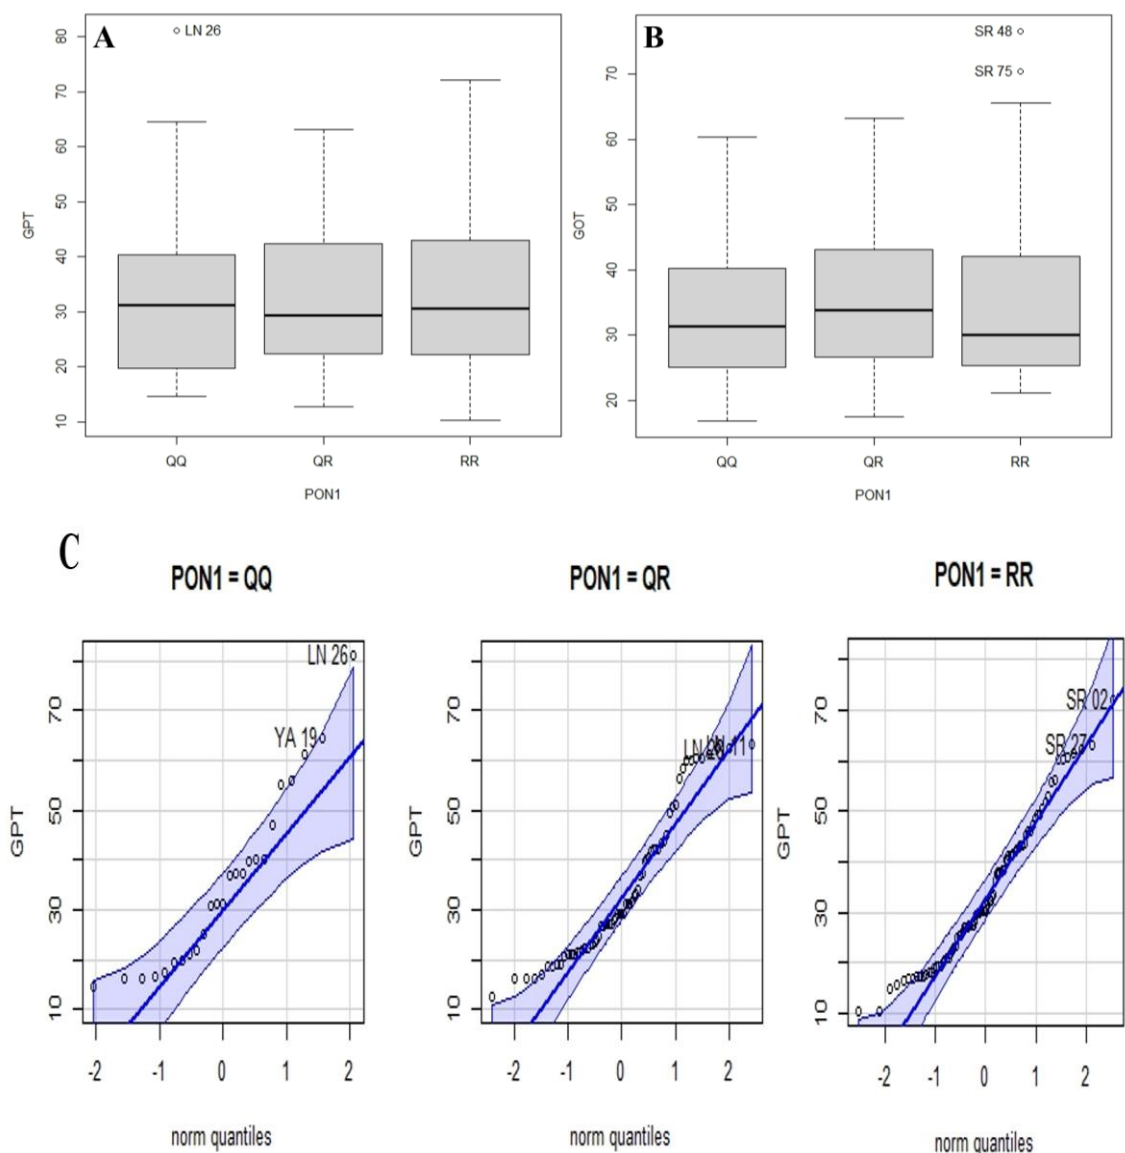 A
LN 26
GPT
80
70
60
50
40
30
20
10
QQ QR RR
PON1
B
SR 48
SR 75
GOT
70
60
50
40
30
20
QQ QR RR
PON1
C
PON1 = QQ
LN 26
YA 19
GPT
70
50
30
10
-2 -1 0 1 2
norm quantiles
PON1 = QR
LN 11
GPT
70
50
30
10
-2 -1 0 1 2
norm quantiles
PON1 = RR
SR 02
SR 27
GPT
70
50
30
10
-2 -1 0 1 2
norm quantiles